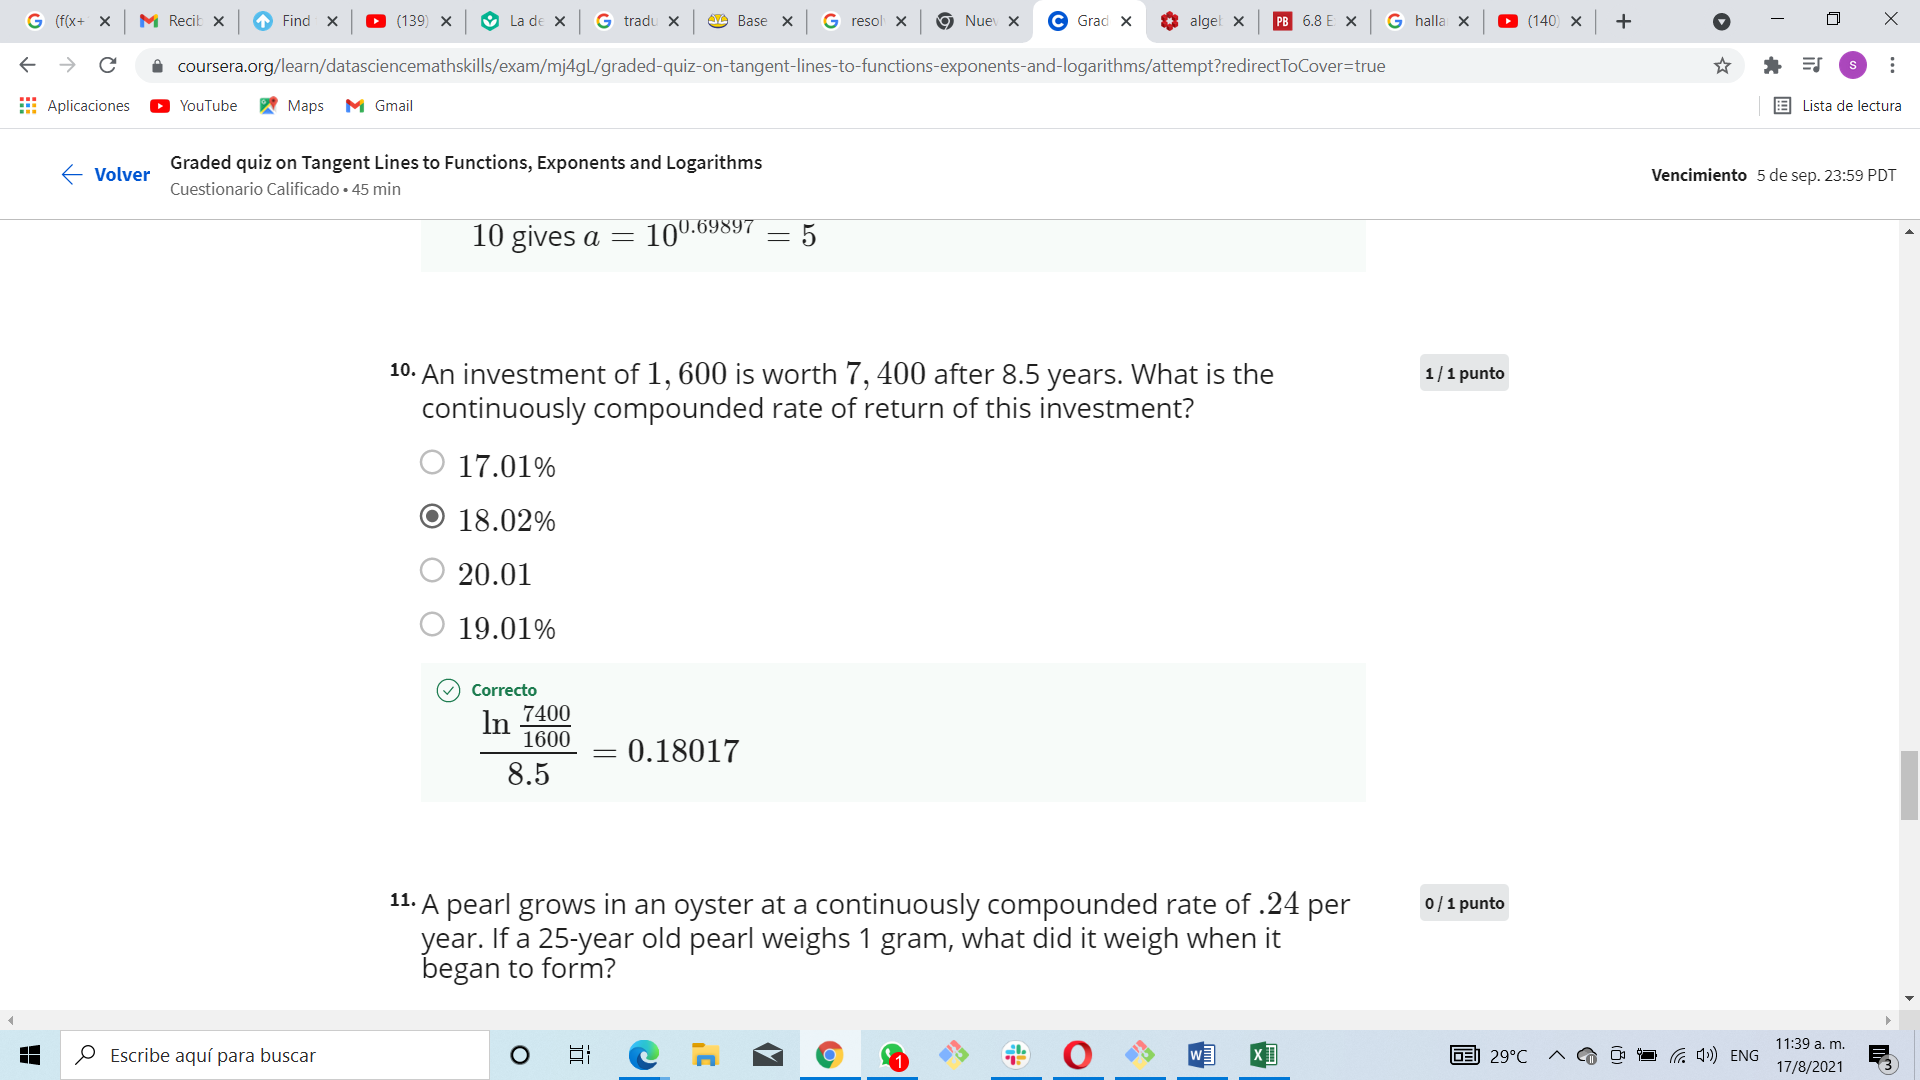 (f(x+
Recib
Find
(139)
La de
tradu
Base
resol
Nuev
Grad
algeb
PB 6.8 E
halla
(140)
coursera.org/learn/datasciencemathskills/exam/mj4gL/graded-quiz-on-tangent-lines-to-functions-exponents-and-logarithms/attempt?redirectToCover=true
S
Aplicaciones YouTube Maps Gmail Lista de lectura
Volver
Graded quiz on Tangent Lines to Functions, Exponents and Logarithms
Cuestionario Calificado • 45 min
Vencimiento 5 de sep. 23:59 PDT
10 gives a = 10^0.69897 = 5
10. An investment of 1,600 is worth 7,400 after 8.5 years. What is the
continuously compounded rate of return of this investment?
1 / 1 punto
17.01%
18.02%
20.01
19.01%
Correcto
ln 7400/1600
8.5
= 0.18017
11. A pearl grows in an oyster at a continuously compounded rate of .24 per
year. If a 25-year old pearl weighs 1 gram, what did it weigh when it
began to form?
0 / 1 punto
Escribe aquí para buscar
1
29°C
ENG
11:39 a. m.
17/8/2021
3